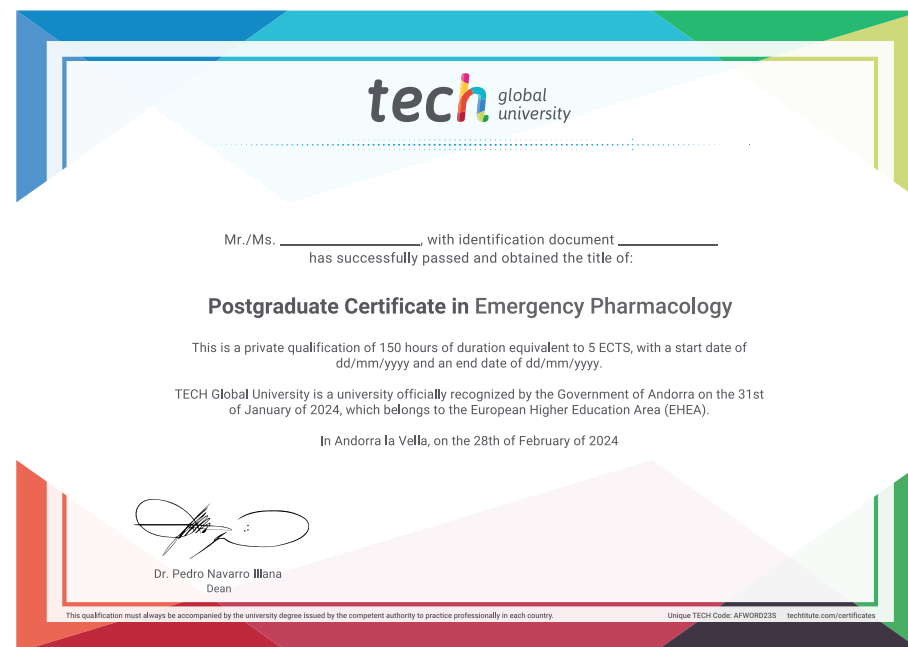 tech global
university
Mr./Ms. ____________, with identification document ____________
has successfully passed and obtained the title of:
Postgraduate Certificate in Emergency Pharmacology
This is a private qualification of 150 hours of duration equivalent to 5 ECTS, with a start date of
dd/mm/yyyy and an end date of dd/mm/yyyy.
TECH Global University is a university officially recognized by the Government of Andorra on the 31st
of January of 2024, which belongs to the European Higher Education Area (EHEA).
In Andorra la Vella, on the 28th of February of 2024
Dr. Pedro Navarro Illana
Dean
This qualification must always be accompanied by the university degree issued by the competent authority to practice professionally in each country.
Unique TECH Code: AFWORD23S techtitute.com/certificates